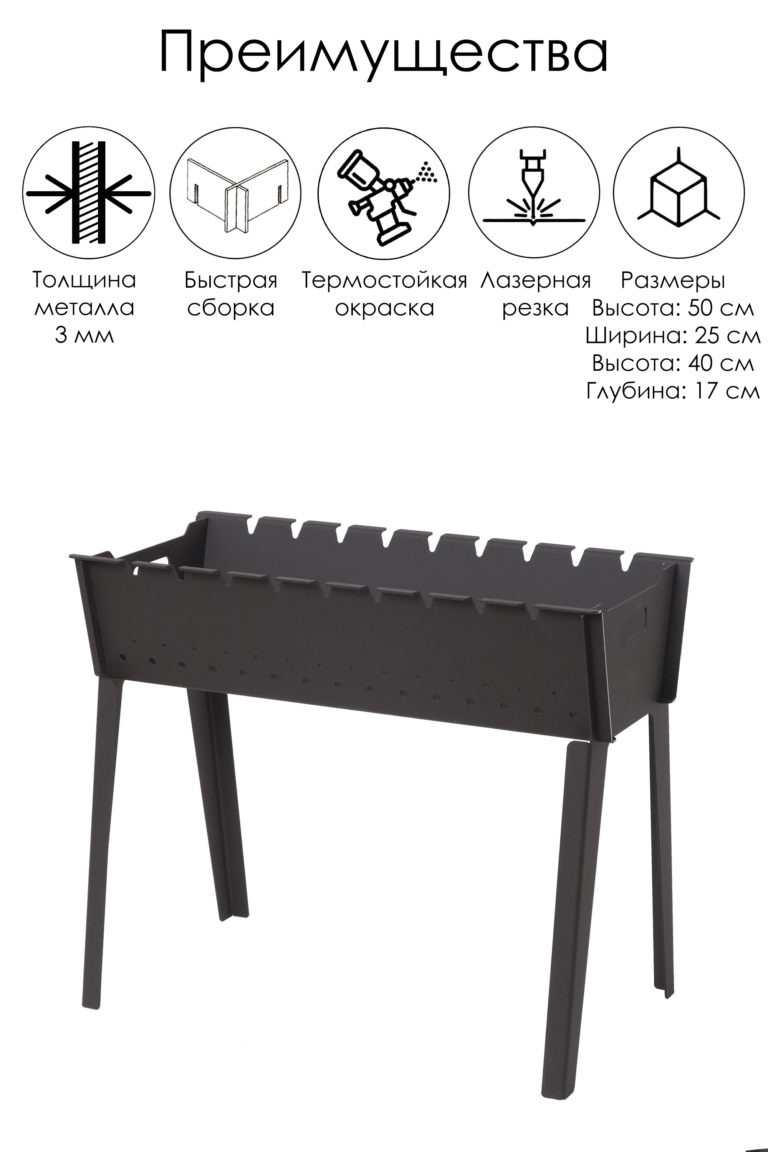 Преимущества
Толщина
металла
3 мм
Быстрая
сборка
Термостойкая
окраска
Лазерная
резка
Размеры
Высота: 50 см
Ширина: 25 см
Высота: 40 см
Глубина: 17 см